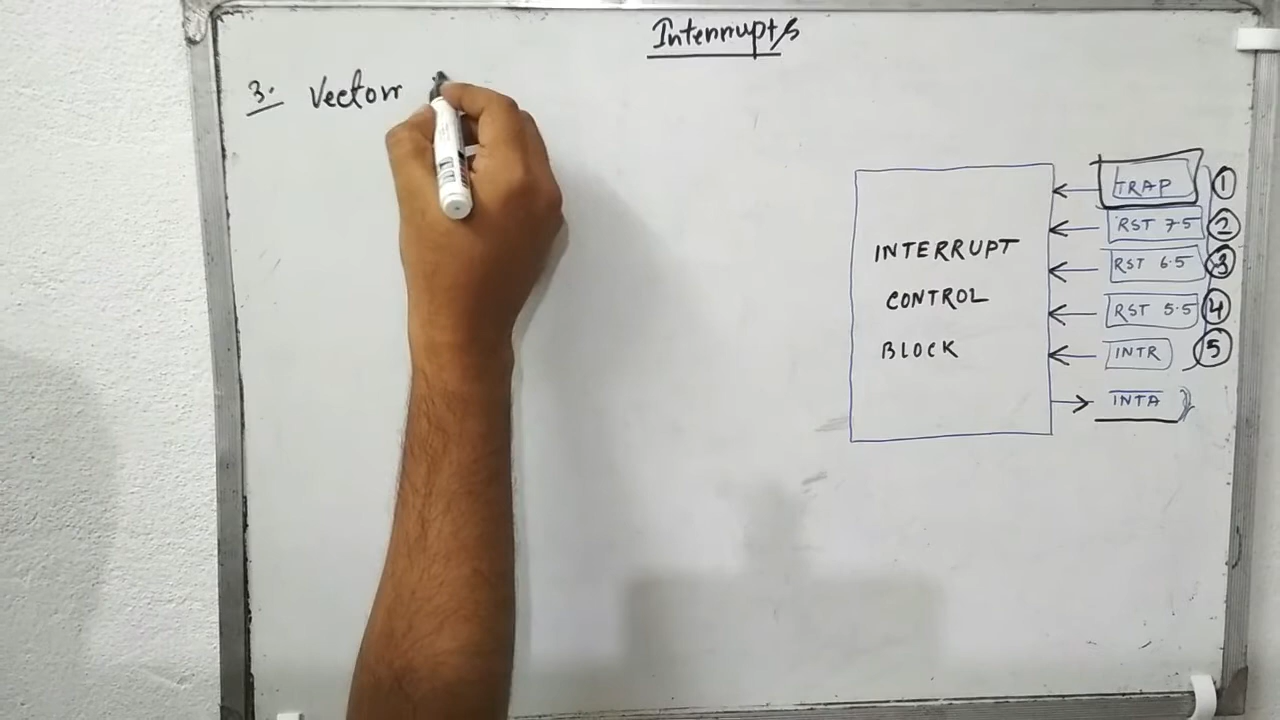 Interrupts
3. Vector
INTERRUPT
CONTROL
BLOCK
TRAP 1
RST 7.5 2
RST 6.5 3
RST 5.5 4
INTR 5
INTA